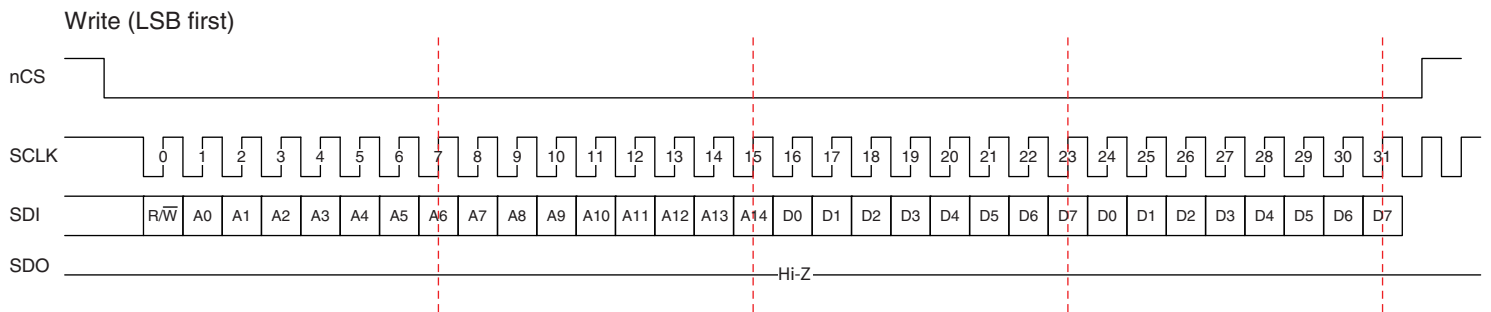 Write (LSB first)
nCS
SCLK 0 1 2 3 4 5 6 7 8 9 10 11 12 13 14 15 16 17 18 19 20 21 22 23 24 25 26 27 28 29 30 31
SDI R/W̅ A0 A1 A2 A3 A4 A5 A6 A7 A8 A9 A10 A11 A12 A13 A14 D0 D1 D2 D3 D4 D5 D6 D7 D0 D1 D2 D3 D4 D5 D6 D7
SDO Hi-Z